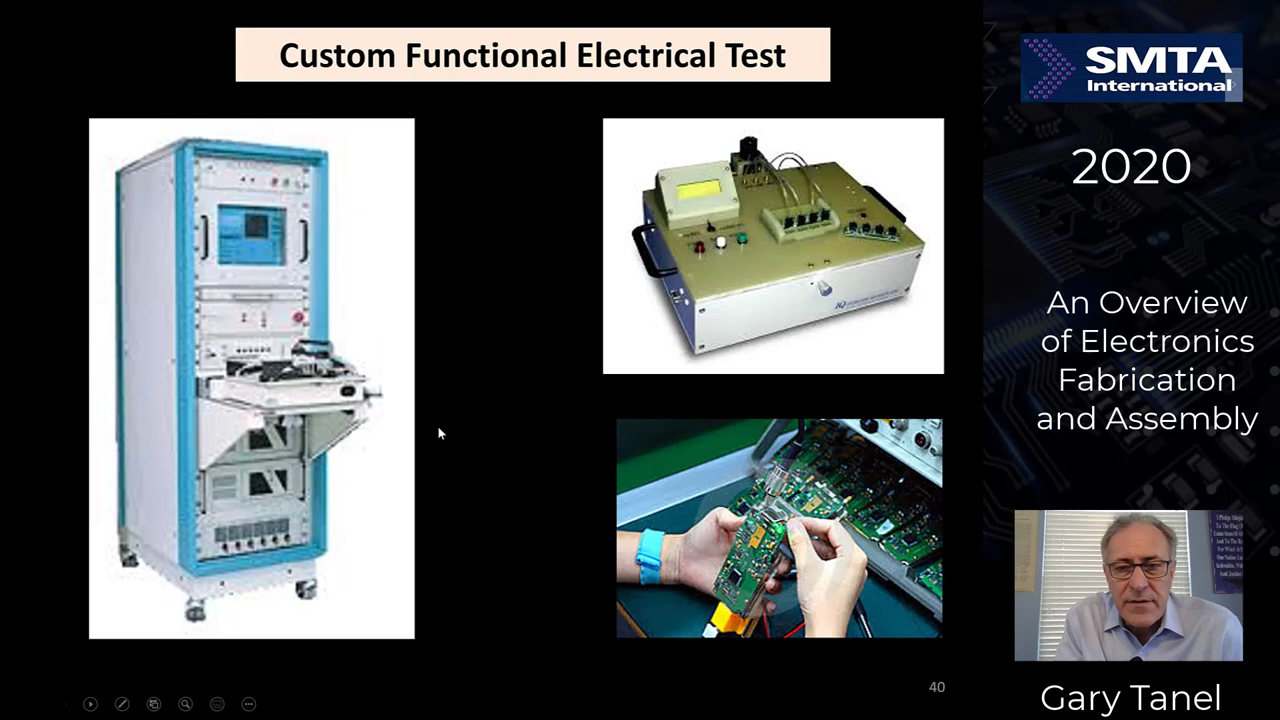 Custom Functional Electrical Test
SMTA
International
2020
An Overview
of Electronics
Fabrication
and Assembly
40
Gary Tanel